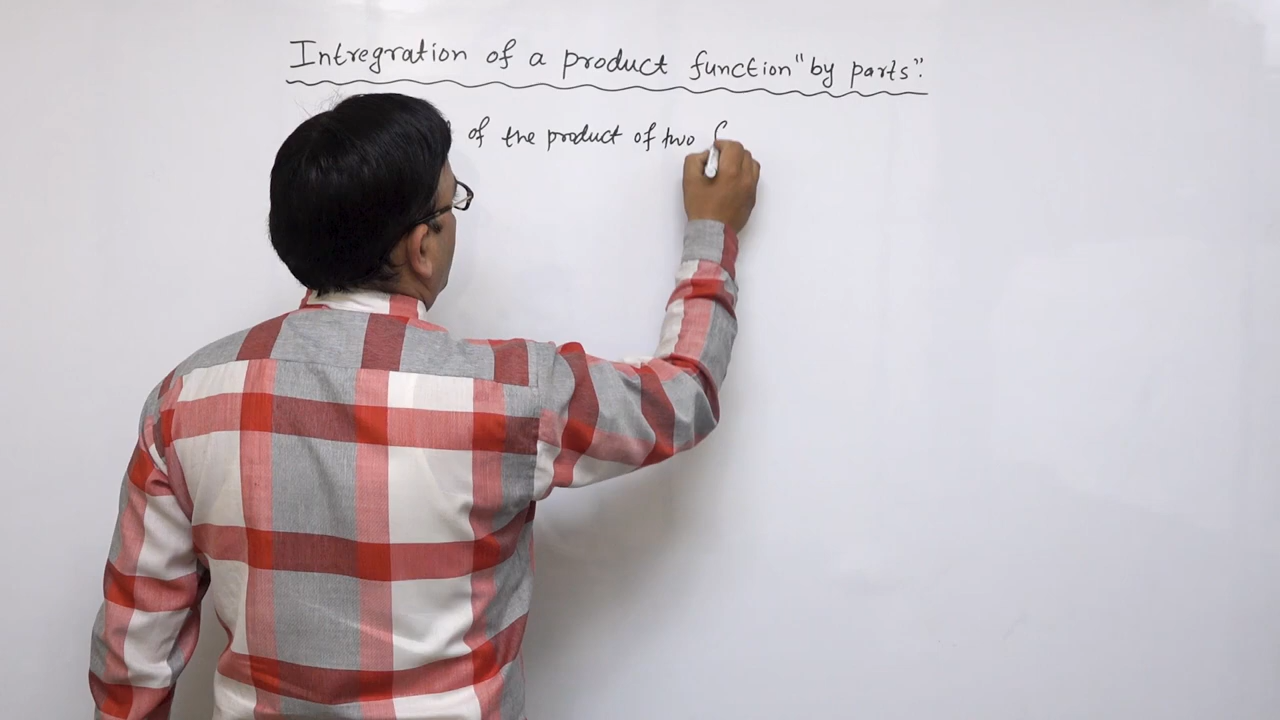 Intregration of a product function "by parts":
of the product of two